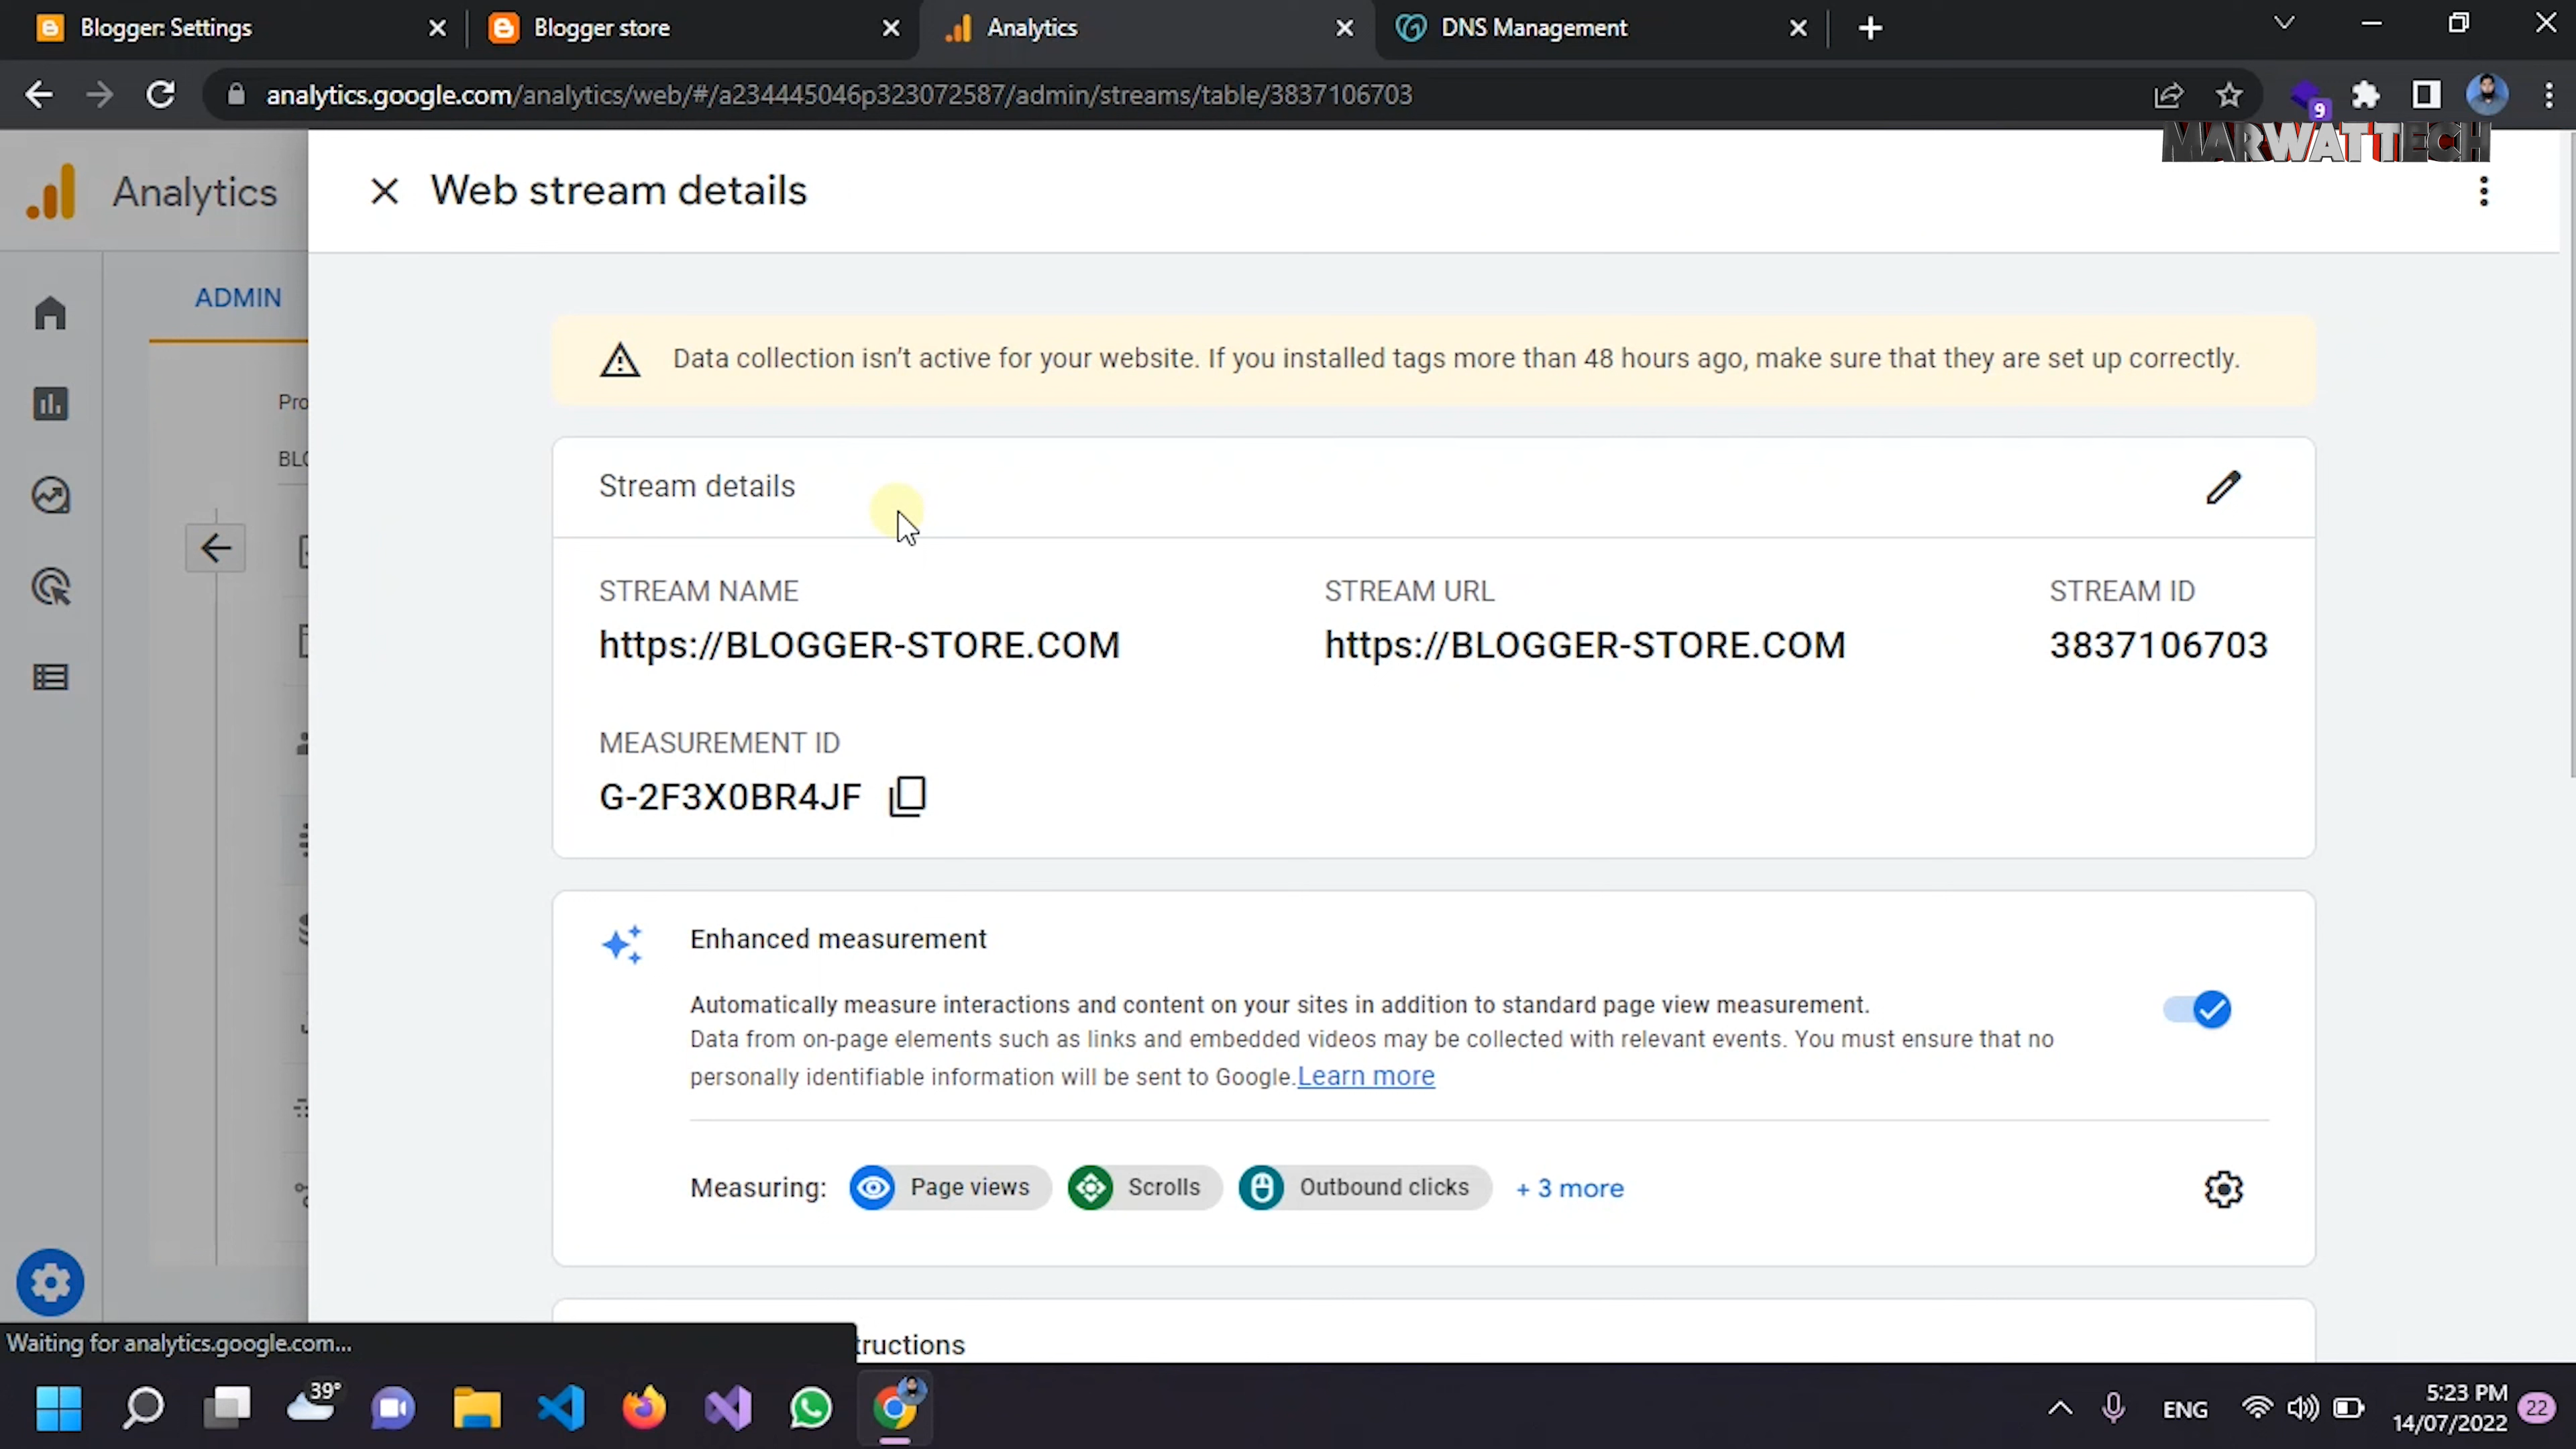 Blogger: Settings
Blogger store
Analytics
DNS Management
analytics.google.com/analytics/web/#/a234445046p323072587/admin/streams/table/3837106703
9
MARWATTECH
Analytics
Web stream details
ADMIN
Data collection isn't active for your website. If you installed tags more than 48 hours ago, make sure that they are set up correctly.
Pro
BLO
Stream details
STREAM NAME
STREAM URL
STREAM ID
https://BLOGGER-STORE.COM
https://BLOGGER-STORE.COM
3837106703
MEASUREMENT ID
G-2F3X0BR4JF
Enhanced measurement
Automatically measure interactions and content on your sites in addition to standard page view measurement.
Data from on-page elements such as links and embedded videos may be collected with relevant events. You must ensure that no
personally identifiable information will be sent to Google. Learn more
Measuring:
Page views
Scrolls
Outbound clicks
+ 3 more
Waiting for analytics.google.com...
tructions
39°
ENG
5:23 PM
14/07/2022
22